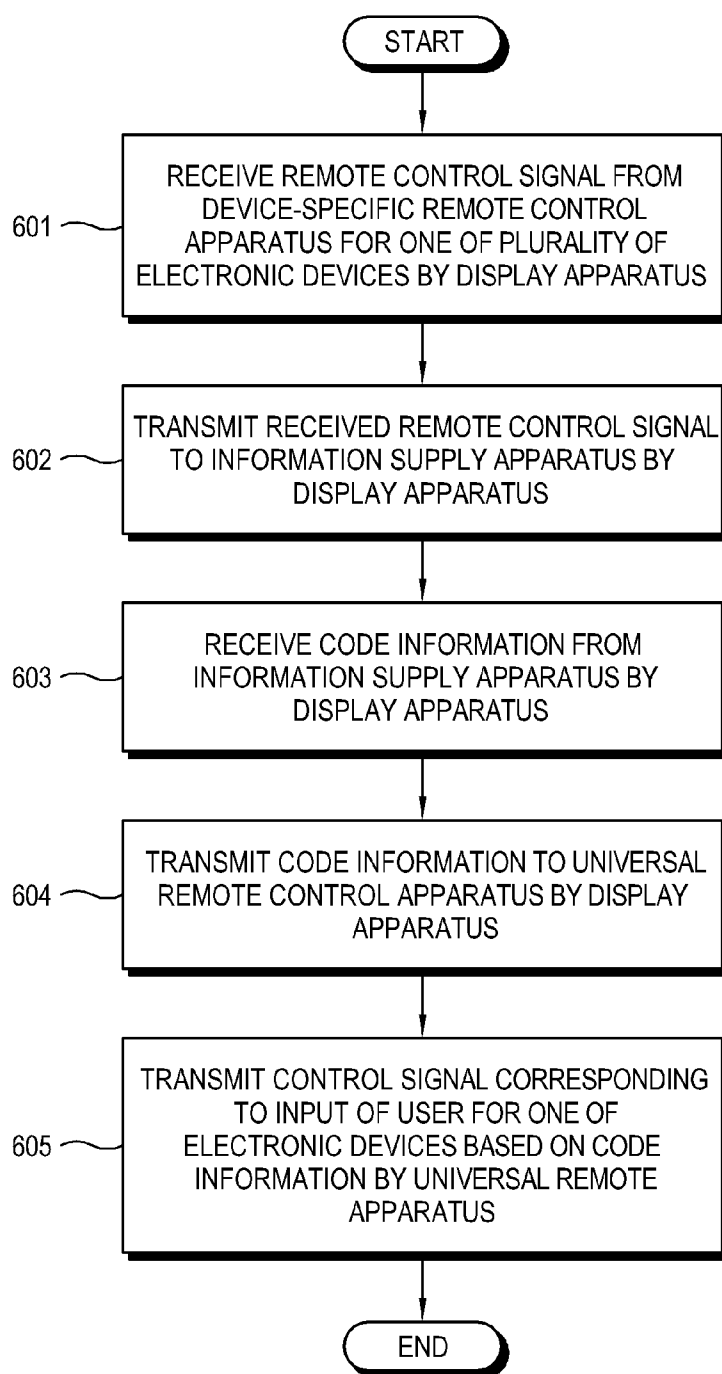 START
601
RECEIVE REMOTE CONTROL SIGNAL FROM
DEVICE-SPECIFIC REMOTE CONTROL
APPARATUS FOR ONE OF PLURALITY OF
ELECTRONIC DEVICES BY DISPLAY APPARATUS
602
TRANSMIT RECEIVED REMOTE CONTROL SIGNAL
TO INFORMATION SUPPLY APPARATUS BY
DISPLAY APPARATUS
603
RECEIVE CODE INFORMATION FROM
INFORMATION SUPPLY APPARATUS BY
DISPLAY APPARATUS
604
TRANSMIT CODE INFORMATION TO UNIVERSAL
REMOTE CONTROL APPARATUS BY DISPLAY
APPARATUS
605
TRANSMIT CONTROL SIGNAL CORRESPONDING
TO INPUT OF USER FOR ONE OF
ELECTRONIC DEVICES BASED ON CODE
INFORMATION BY UNIVERSAL REMOTE
APPARATUS
END